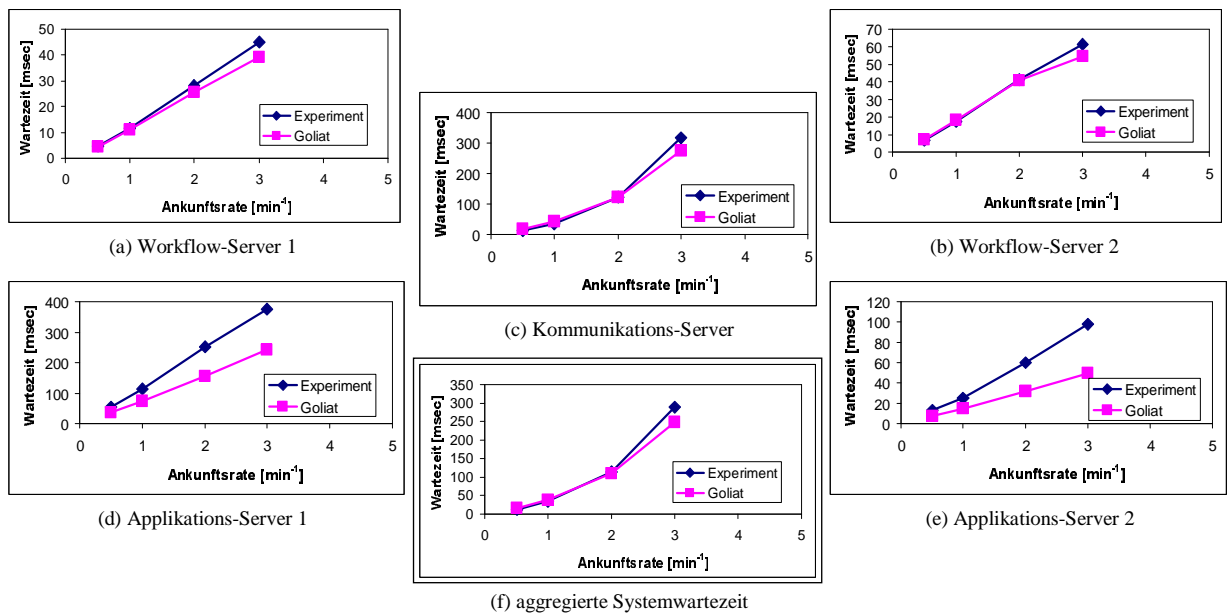 Wartezeit [msec]
50
40
30
20
10
0
0 1 2 3 4 5
Ankunftsrate [min-1]
Experiment
Goliat
(a) Workflow-Server 1
Wartezeit [msec]
400
300
200
100
0
0 1 2 3 4 5
Ankunftsrate [min-1]
Experiment
Goliat
(c) Kommunikations-Server
Wartezeit [msec]
70
60
50
40
30
20
10
0
0 1 2 3 4 5
Ankunftsrate [min-1]
Experiment
Goliat
(b) Workflow-Server 2
Wartezeit [msec]
400
300
200
100
0
0 1 2 3 4 5
Ankunftsrate [min-1]
Experiment
Goliat
(d) Applikations-Server 1
Wartezeit [msec]
350
300
250
200
150
100
50
0
0 1 2 3 4 5
Ankunftsrate [min-1]
Experiment
Goliat
(f) aggregierte Systemwartezeit
Wartezeit [msec]
120
100
80
60
40
20
0
0 1 2 3 4 5
Ankunftsrate [min-1]
Experiment
Goliat
(e) Applikations-Server 2